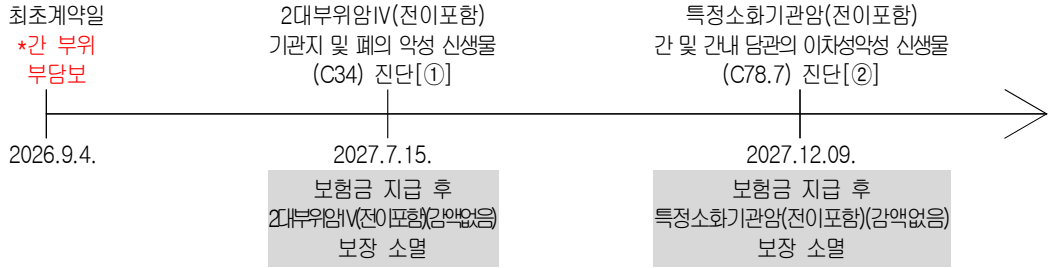 최초계약일
*간 부위
부담보
2대부위암Ⅳ(전이포함)
기관지 및 폐의 악성 신생물
(C34) 진단[①]
특정소화기관암(전이포함)
간 및 간내 담관의 이차성악성 신생물
(C78.7) 진단[②]
2026.9.4.
2027.7.15.
2027.12.09.
보험금 지급 후
2대부위암Ⅳ(전이포함)(감액없음)
보장 소멸
보험금 지급 후
특정소화기관암(전이포함)(감액없음)
보장 소멸